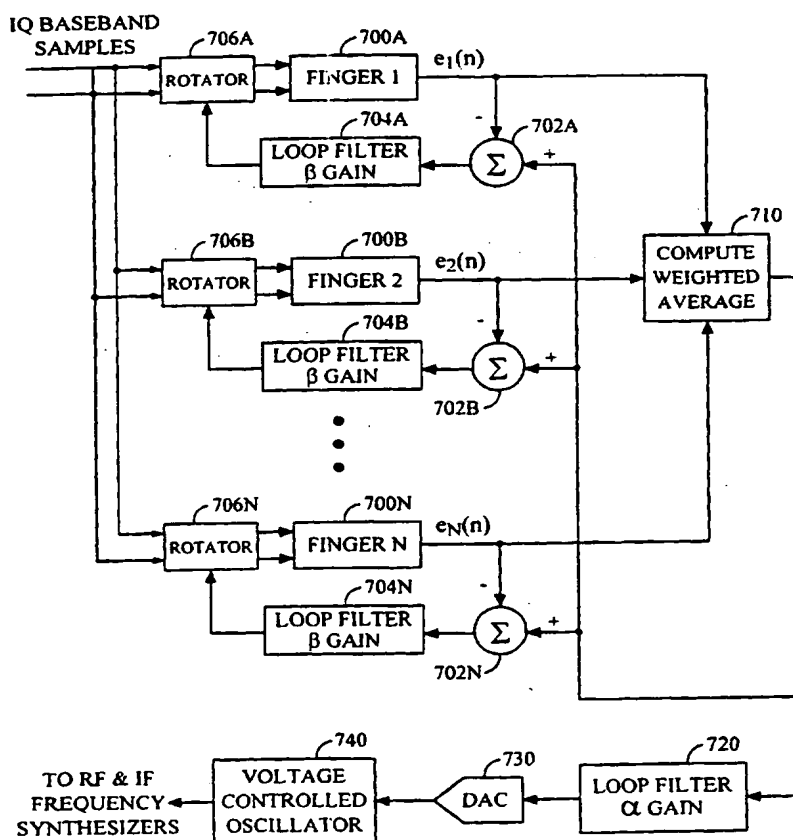 IQ BASEBAND
SAMPLES
706A
ROTATOR
700A
FINGER 1
e₁(n)
704A
LOOP FILTER
β GAIN
-
702A
Σ
+
706B
ROTATOR
700B
FINGER 2
e₂(n)
710
COMPUTE
WEIGHTED
AVERAGE
704B
LOOP FILTER
β GAIN
-
Σ
+
702B
706N
ROTATOR
700N
FINGER N
eN(n)
704N
LOOP FILTER
β GAIN
-
Σ
+
702N
TO RF & IF
FREQUENCY
SYNTHESIZERS
740
VOLTAGE
CONTROLLED
OSCILLATOR
730
DAC
720
LOOP FILTER
α GAIN